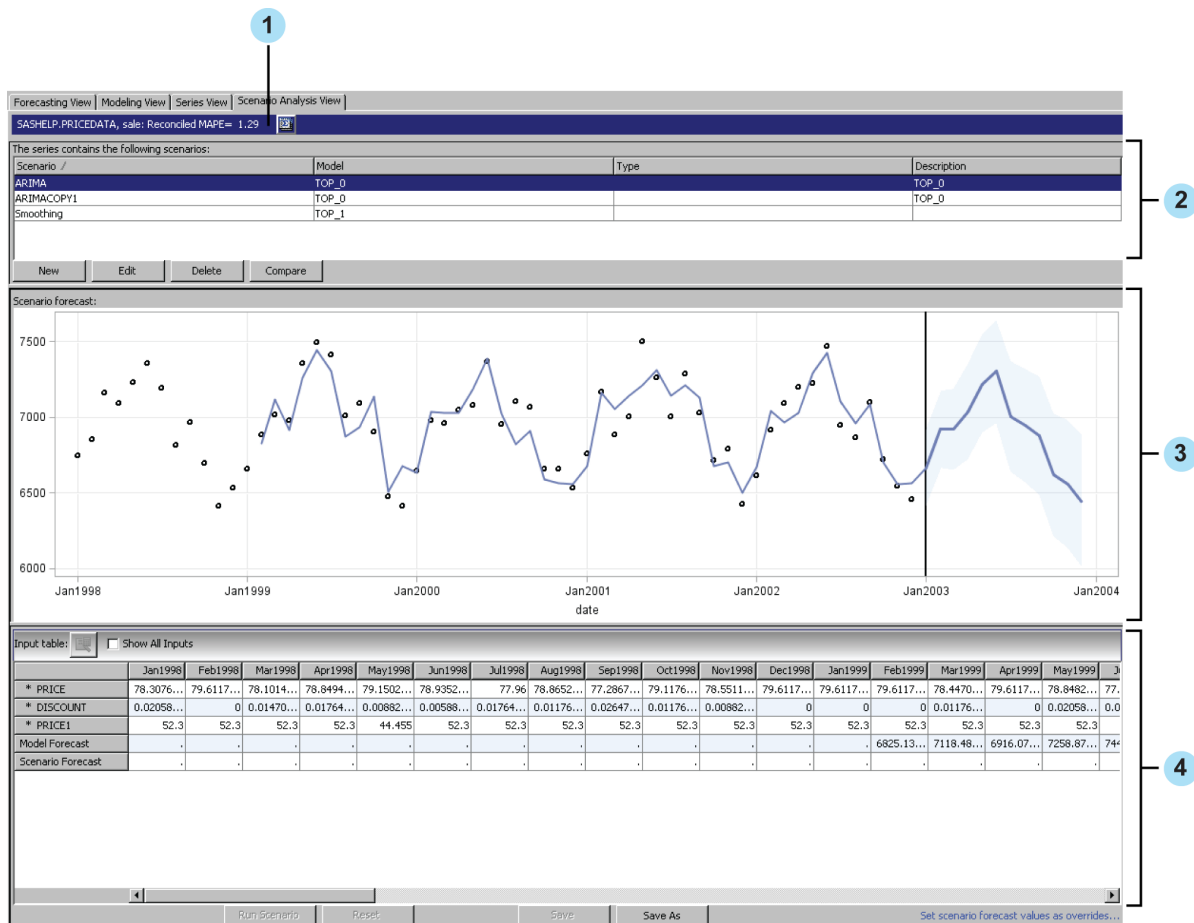 1
Forecasting View Modeling View Series View Scenario Analysis View
SASHELP.PRICEDATA, sale: Reconciled MAPE= 1.29
The series contains the following scenarios:
Scenario / Model Type Description
ARIMA TOP_0 TOP_0
ARIMACOPY1 TOP_0 TOP_0
Smoothing TOP_1
2
New Edit Delete Compare
Scenario forecast:
7500
7000
6500
6000
Jan1998 Jan1999 Jan2000 Jan2001 Jan2002 Jan2003 Jan2004
date
3
Input table: Show All Inputs
Jan1998 Feb1998 Mar1998 Apr1998 May1998 Jun1998 Jul1998 Aug1998 Sep1998 Oct1998 Nov1998 Dec1998 Jan1999 Feb1999 Mar1999 Apr1999 May1999 Ju
* PRICE 78.3076... 79.6117... 78.1014... 78.8494... 79.1502... 78.9352... 77.96 78.8652... 77.2867... 79.1176... 78.5511... 79.6117... 79.6117... 79.6117... 78.4470... 79.6117... 78.8482... 77.
* DISCOUNT 0.02058... 0 0.01470... 0.01764... 0.00882... 0.00588... 0.01764... 0.01176... 0.02647... 0.01176... 0.00882... 0 0 0 0.01176... 0 0.02058... 0.0
* PRICE1 52.3 52.3 52.3 52.3 44.455 52.3 52.3 52.3 52.3 52.3 52.3 52.3 52.3 52.3 52.3 52.3 52.3
Model Forecast . . . . . . . . . . . . . 6825.13... 7118.48... 6916.07... 7258.87... 744
Scenario Forecast . . . . . . . . . . . . . . . . .
4
Run Scenario Reset Save Save As Set scenario forecast values as overrides...